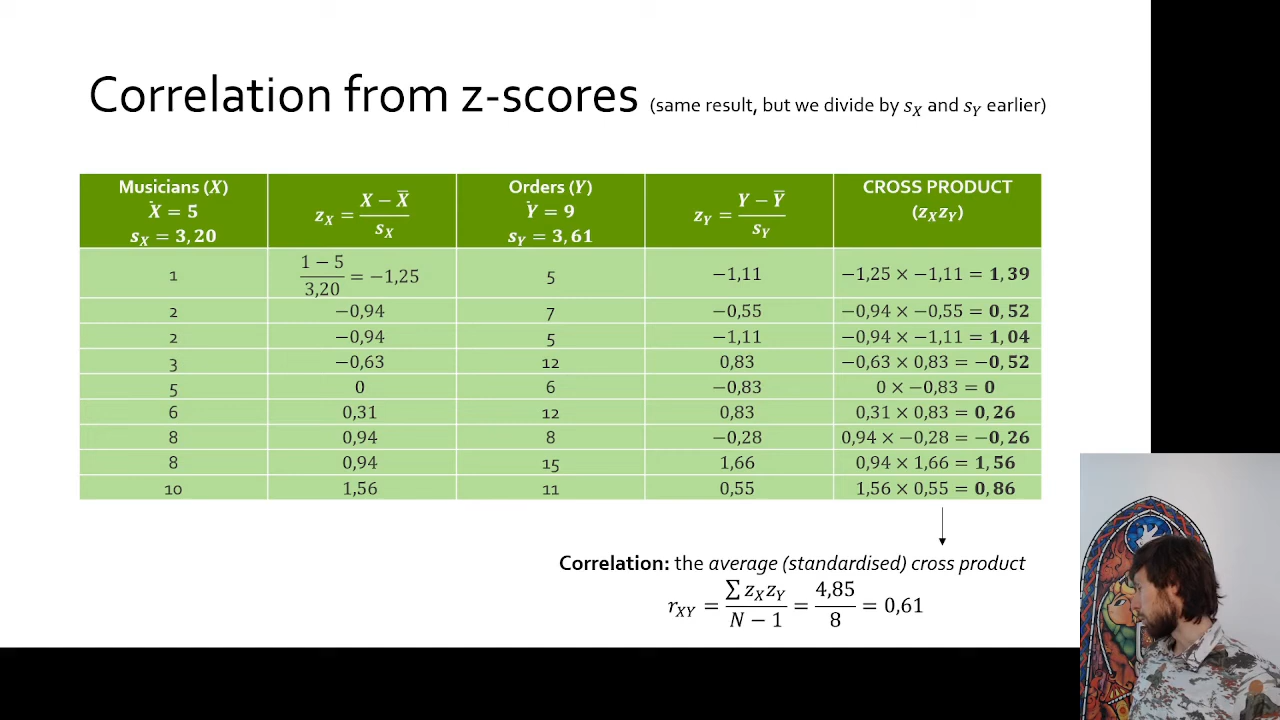 Correlation from z-scores (same result, but we divide by s_X and s_Y earlier)
Musicians (X) X̄ = 5 s_X = 3,20 | z_X = (X − X̄)/s_X | Orders (Y) Ȳ = 9 s_Y = 3,61 | z_Y = (Y − Ȳ)/s_Y | CROSS PRODUCT (z_X z_Y)
1 | (1 − 5)/3,20 = −1,25 | 5 | −1,11 | −1,25 × −1,11 = 1,39
2 | −0,94 | 7 | −0,55 | −0,94 × −0,55 = 0,52
2 | −0,94 | 5 | −1,11 | −0,94 × −1,11 = 1,04
3 | −0,63 | 12 | 0,83 | −0,63 × 0,83 = −0,52
5 | 0 | 6 | −0,83 | 0 × −0,83 = 0
6 | 0,31 | 12 | 0,83 | 0,31 × 0,83 = 0,26
8 | 0,94 | 8 | −0,28 | 0,94 × −0,28 = −0,26
8 | 0,94 | 15 | 1,66 | 0,94 × 1,66 = 1,56
10 | 1,56 | 11 | 0,55 | 1,56 × 0,55 = 0,86
Correlation: the average (standardised) cross product
r_XY = ∑ z_X z_Y / (N − 1) = 4,85/8 = 0,61